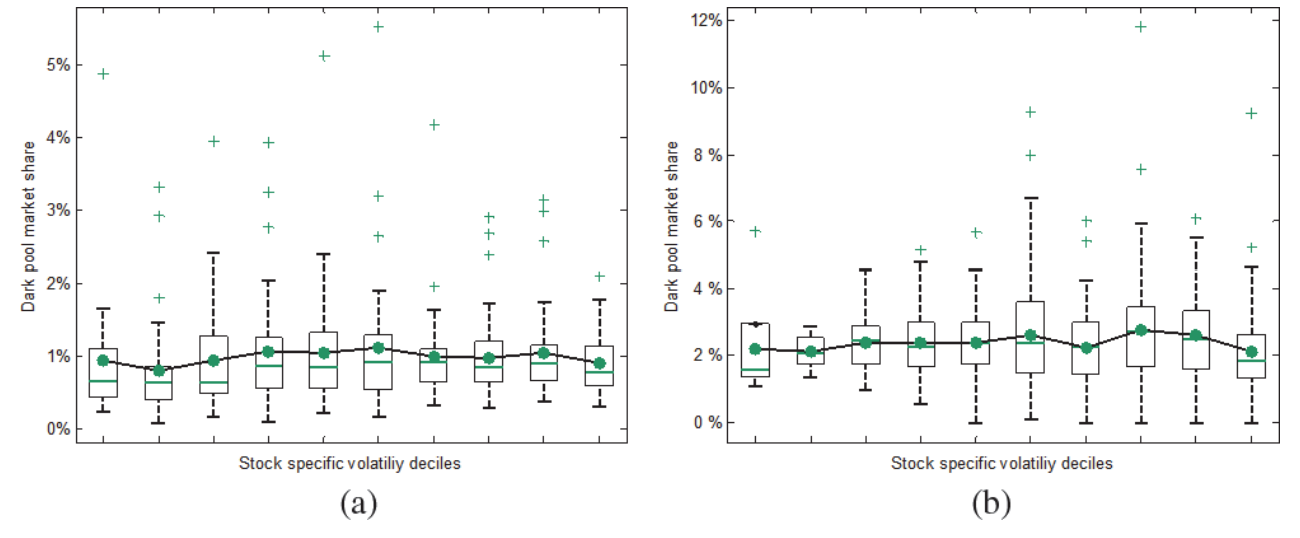 5%
4%
3%
2%
1%
0%
Dark pool market share
Stock specific volatiliy deciles
(a)
12%
10%
8 %
6 %
4 %
2 %
0 %
Dark pool market share
Stock specific volatiliy deciles
(b)